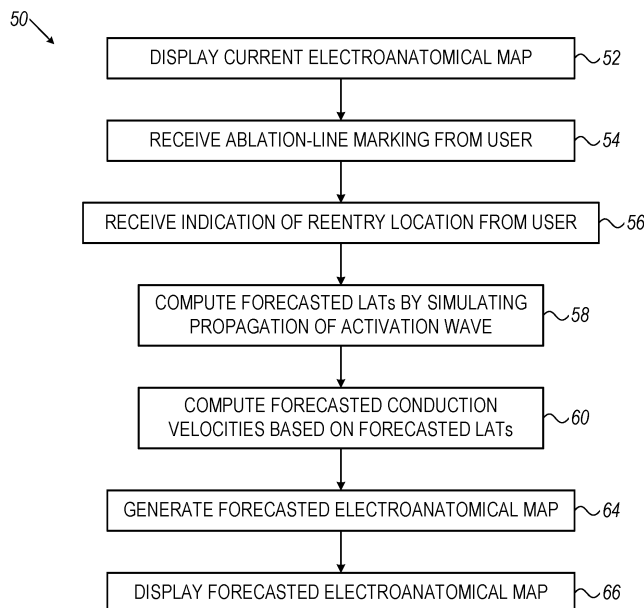 50
DISPLAY CURRENT ELECTROANATOMICAL MAP 52
RECEIVE ABLATION-LINE MARKING FROM USER 54
RECEIVE INDICATION OF REENTRY LOCATION FROM USER 56
COMPUTE FORECASTED LATs BY SIMULATING
PROPAGATION OF ACTIVATION WAVE 58
COMPUTE FORECASTED CONDUCTION
VELOCITIES BASED ON FORECASTED LATs 60
GENERATE FORECASTED ELECTROANATOMICAL MAP 64
DISPLAY FORECASTED ELECTROANATOMICAL MAP 66